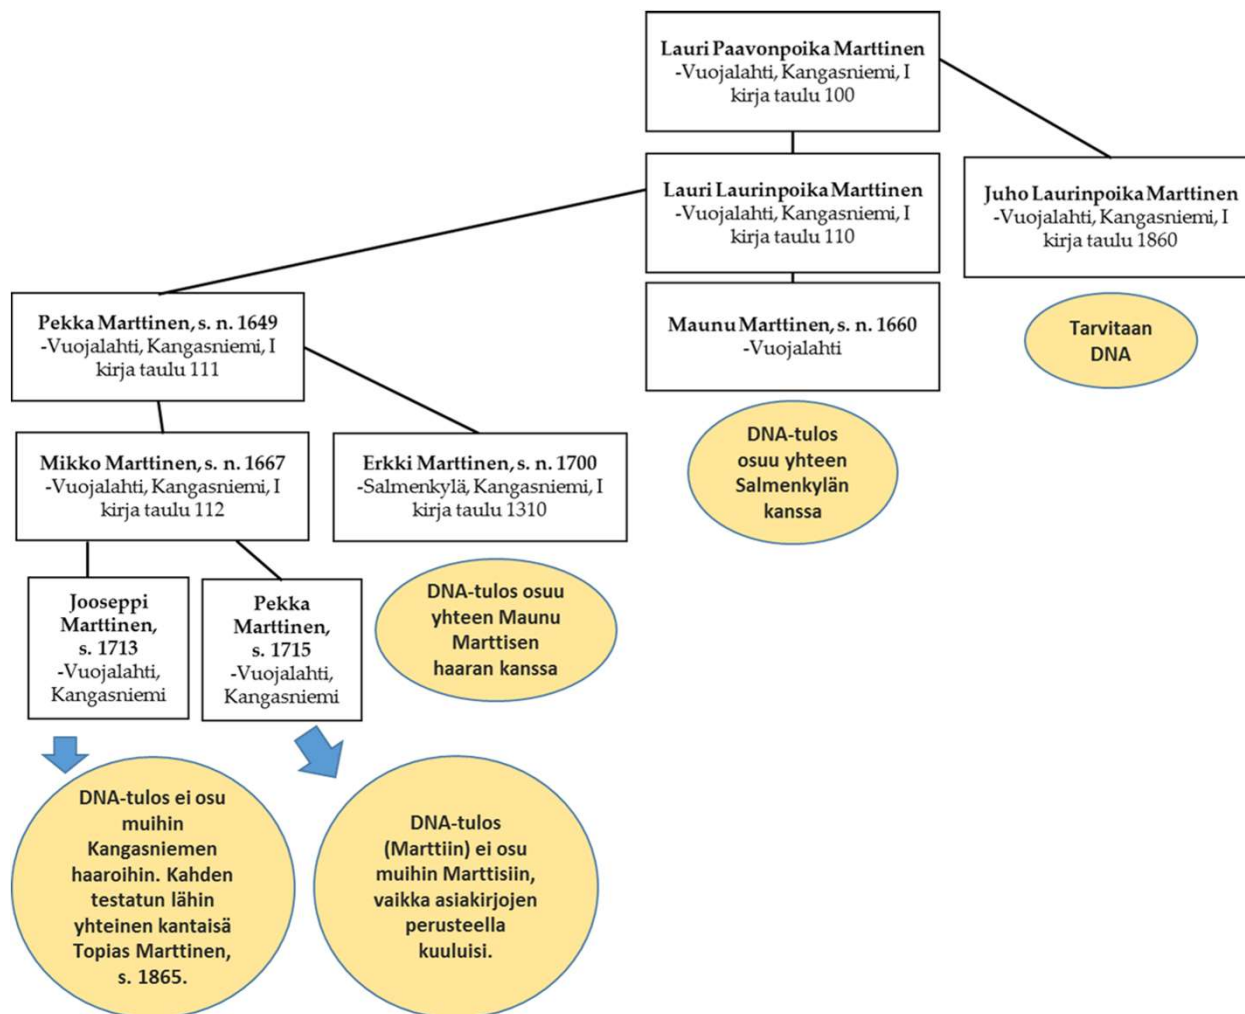 Lauri Paavonpoika Marttinen
-Vuojalahti, Kangasniemi, I
kirja taulu 100
Lauri Laurinpoika Marttinen
-Vuojalahti, Kangasniemi, I
kirja taulu 110
Juho Laurinpoika Marttinen
-Vuojalahti, Kangasniemi, I
kirja taulu 1860
Pekka Marttinen, s. n. 1649
-Vuojalahti, Kangasniemi, I
kirja taulu 111
Maunu Marttinen, s. n. 1660
-Vuojalahti
Tarvitaan
DNA
Mikko Marttinen, s. n. 1667
-Vuojalahti, Kangasniemi, I
kirja taulu 112
Erkki Marttinen, s. n. 1700
-Salmenkylä, Kangasniemi, I
kirja taulu 1310
DNA-tulos
osuu yhteen
Salmenkylän
kanssa
Jooseppi
Marttinen,
s. 1713
-Vuojalahti,
Kangasniemi
Pekka
Marttinen,
s. 1715
-Vuojalahti,
Kangasniemi
DNA-tulos osuu
yhteen Maunu
Marttisen
haaran kanssa
DNA-tulos ei osu
muihin
Kangasniemen
haaroihin. Kahden
testatun lähin
yhteinen kantaisä
Topias Marttinen,
s. 1865.
DNA-tulos
(Marttiin) ei osu
muihin Marttisiin,
vaikka asiakirjojen
perusteella
kuuluisi.